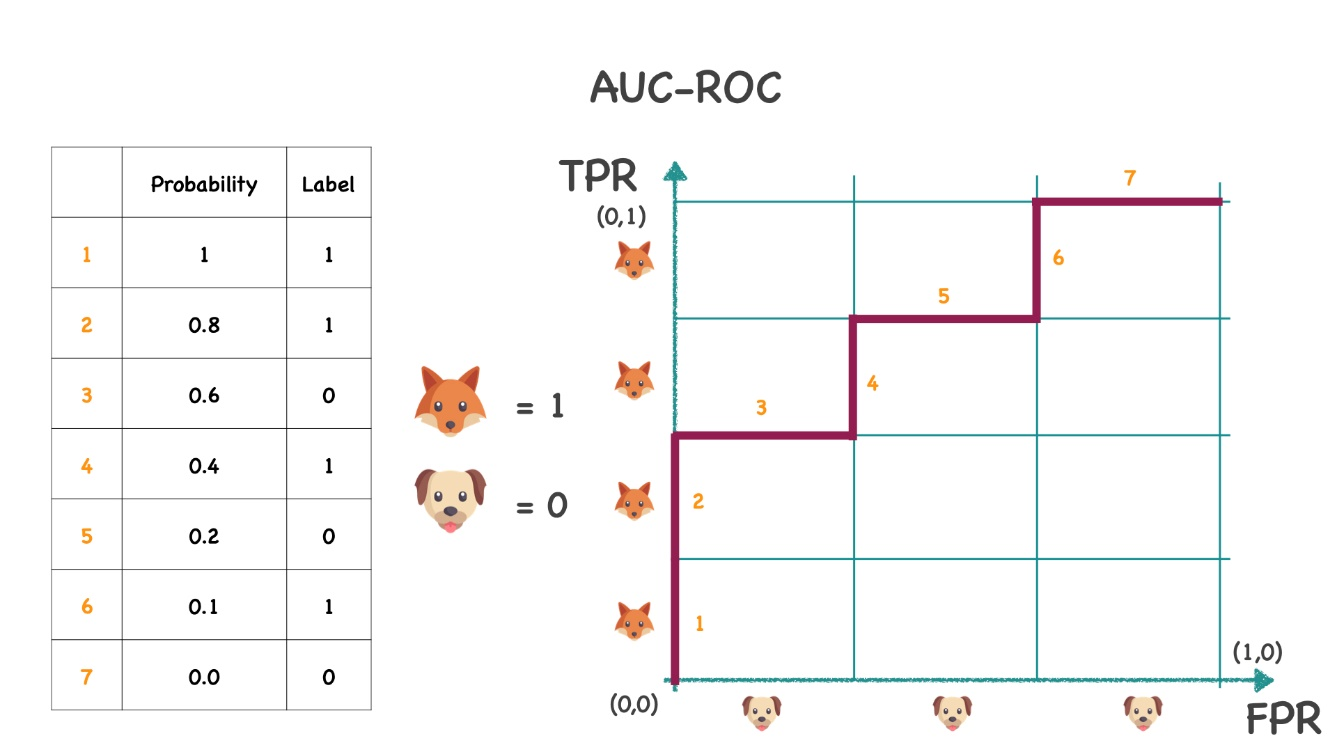 AUC-ROC
Probability Label
1 1 1
2 0.8 1
3 0.6 0
4 0.4 1
5 0.2 0
6 0.1 1
7 0.0 0
= 1
= 0
TPR
(0,1)
7
6
5
4
3
2
1
(0,0)
(1,0)
FPR